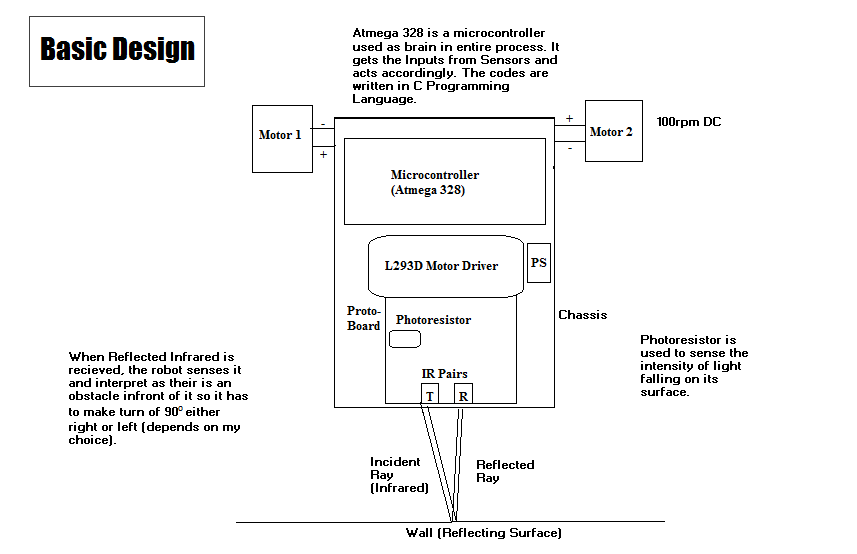 Basic Design
Atmega 328 is a microcontroller
used as brain in entire process. It
gets the Inputs from Sensors and
acts accordingly. The codes are
written in C Programming
Language.
Motor 1
-
+
+
-
Motor 2
100rpm DC
Microcontroller
(Atmega 328)
L293D Motor Driver
PS
Proto-
Board
Photoresistor
Chassis
IR Pairs
T
R
When Reflected Infrared is
recieved, the robot senses it
and interpret as their is an
obstacle infront of it so it has
to make turn of 90⁰ either
right or left (depends on my
choice).
Photoresistor is
used to sense the
intensity of light
falling on its
surface.
Incident
Ray
(Infrared)
Reflected
Ray
Wall (Reflecting Surface)